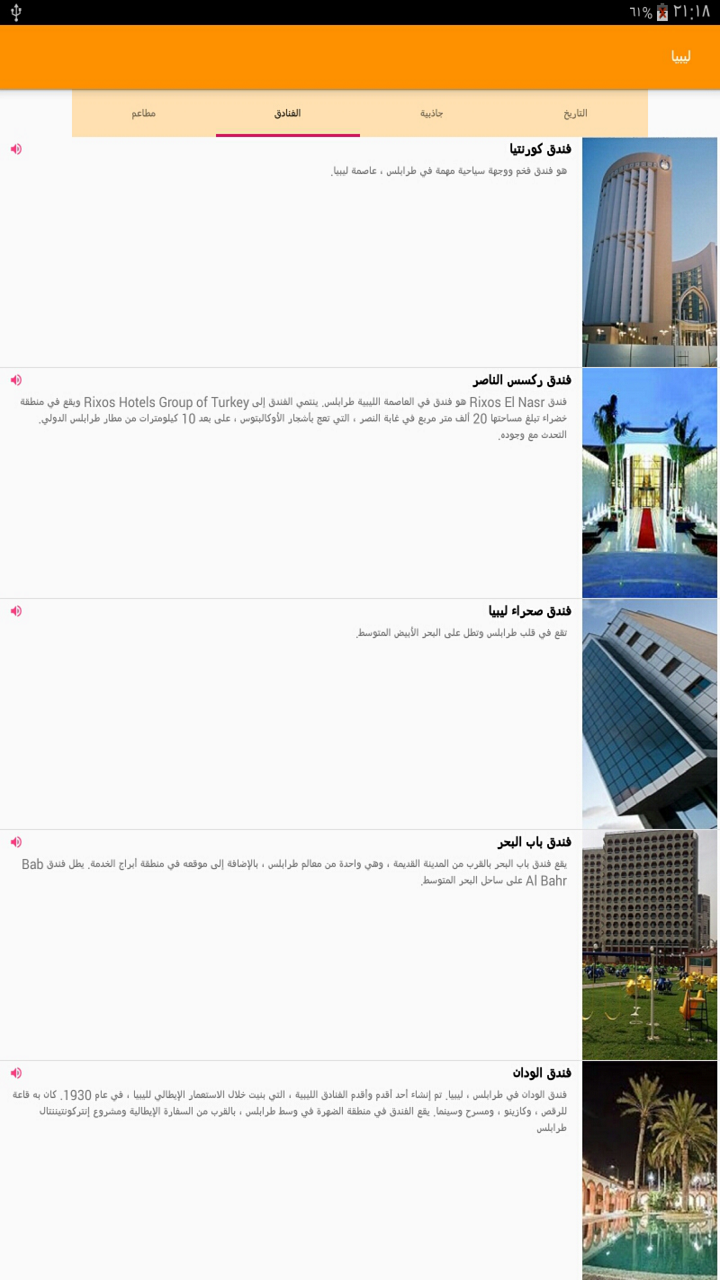 ٢١:١٨ ٦١%
ليبيا
التاريخ
جاذبية
الفنادق
مطاعم
فندق كورنتيا
هو فندق فخم ووجهة سياحية مهمة في طرابلس ، عاصمة ليبيا.
فندق ركسس الناصر
فندق Rixos El Nasr هو فندق في العاصمة الليبية طرابلس. ينتمي الفندق إلى Rixos Hotels Group of Turkey ويقع في منطقة
خضراء تبلغ مساحتها 20 ألف متر مربع في غابة النصر ، التي تعج بأشجار الأوكالبتوس ، على بعد 10 كيلومترات من مطار طرابلس الدولي.
التحدث مع وجوده.
فندق صحراء ليبيا
تقع في قلب طرابلس وتطل على البحر الأبيض المتوسط.
فندق باب البحر
يقع فندق باب البحر بالقرب من المدينة القديمة ، وهي واحدة من معالم طرابلس ، بالإضافة إلى موقعه في منطقة أبراج الخدمة. يطل فندق Bab
Al Bahr على ساحل البحر المتوسط.
فندق الودان
فندق الودان في طرابلس ، ليبيا. تم إنشاء أحد أقدم وأقدم الفنادق الليبية ، التي بنيت خلال الاستعمار الإيطالي لليبيا ، في عام 1930. كان به قاعة
للرقص ، وكازينو ، ومسرح وسينما. يقع الفندق في منطقة الضهرة في وسط طرابلس ، بالقرب من السفارة الإيطالية ومشروع إنتركونتيننتال
طرابلس